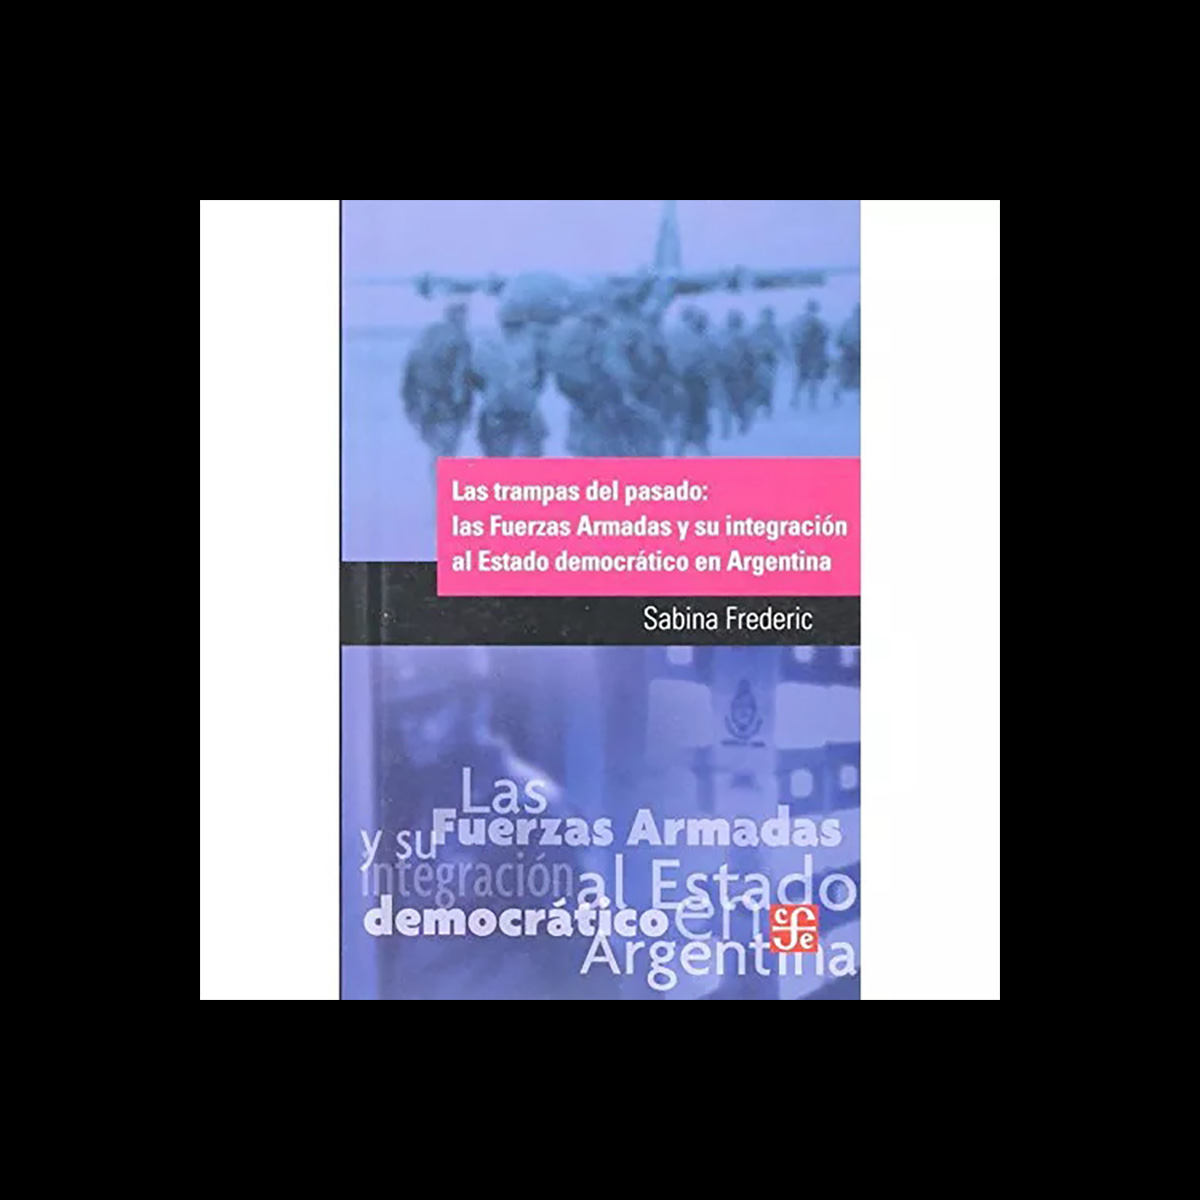 Las trampas del pasado:
las Fuerzas Armadas y su integración
al Estado democrático en Argentina
Sabina Frederic
Las
Fuerzas Armadas
y su
integración al Estado
democrático en
Argentina
cfe